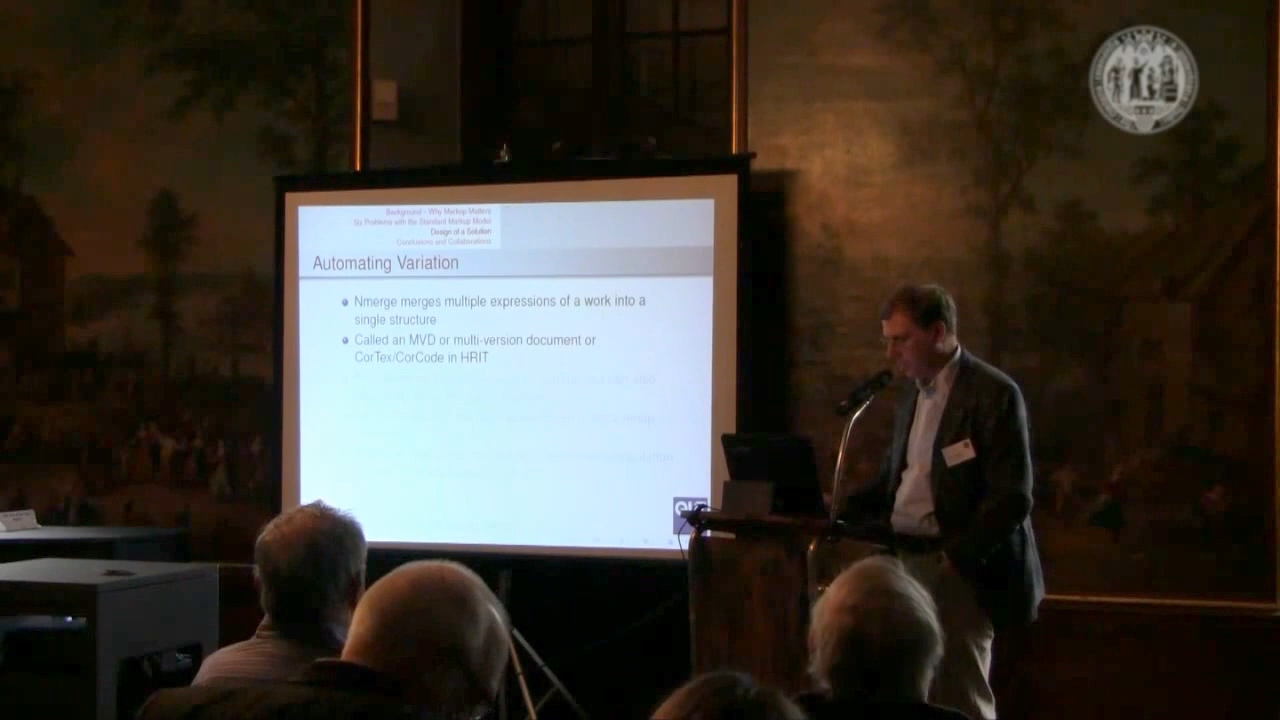 Background – Why Markup Matters
Six Problems with the Standard Markup Model
Design of a Solution
Conclusions and Collaborations
Automating Variation
Nmerge merges multiple expressions of a work into a
single structure
Called an MVD or multi-version document or
CorTex/CorCode in HRIT